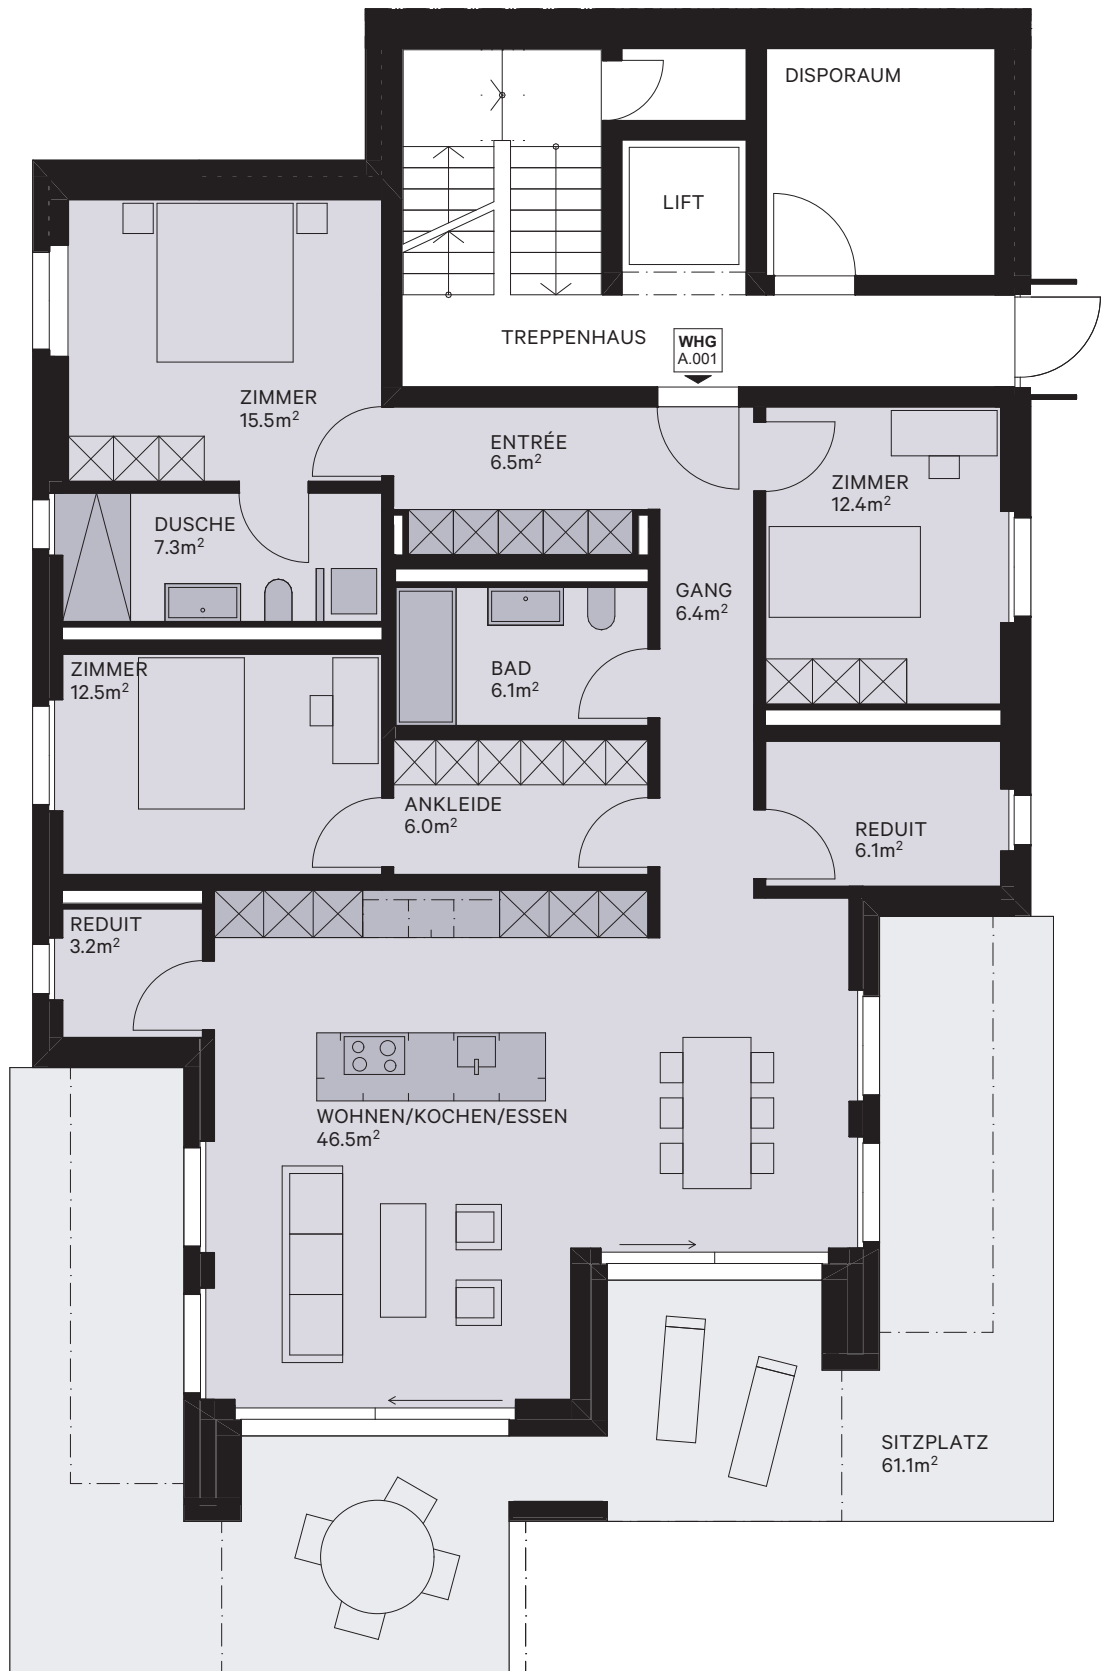 DISPORAUM
LIFT
TREPPENHAUS
WHG
A.001
ZIMMER
15.5m²
ENTRÉE
6.5m²
ZIMMER
12.4m²
DUSCHE
7.3m²
GANG
6.4m²
ZIMMER
12.5m²
BAD
6.1m²
ANKLEIDE
6.0m²
REDUIT
6.1m²
REDUIT
3.2m²
WOHNEN/KOCHEN/ESSEN
46.5m²
SITZPLATZ
61.1m²